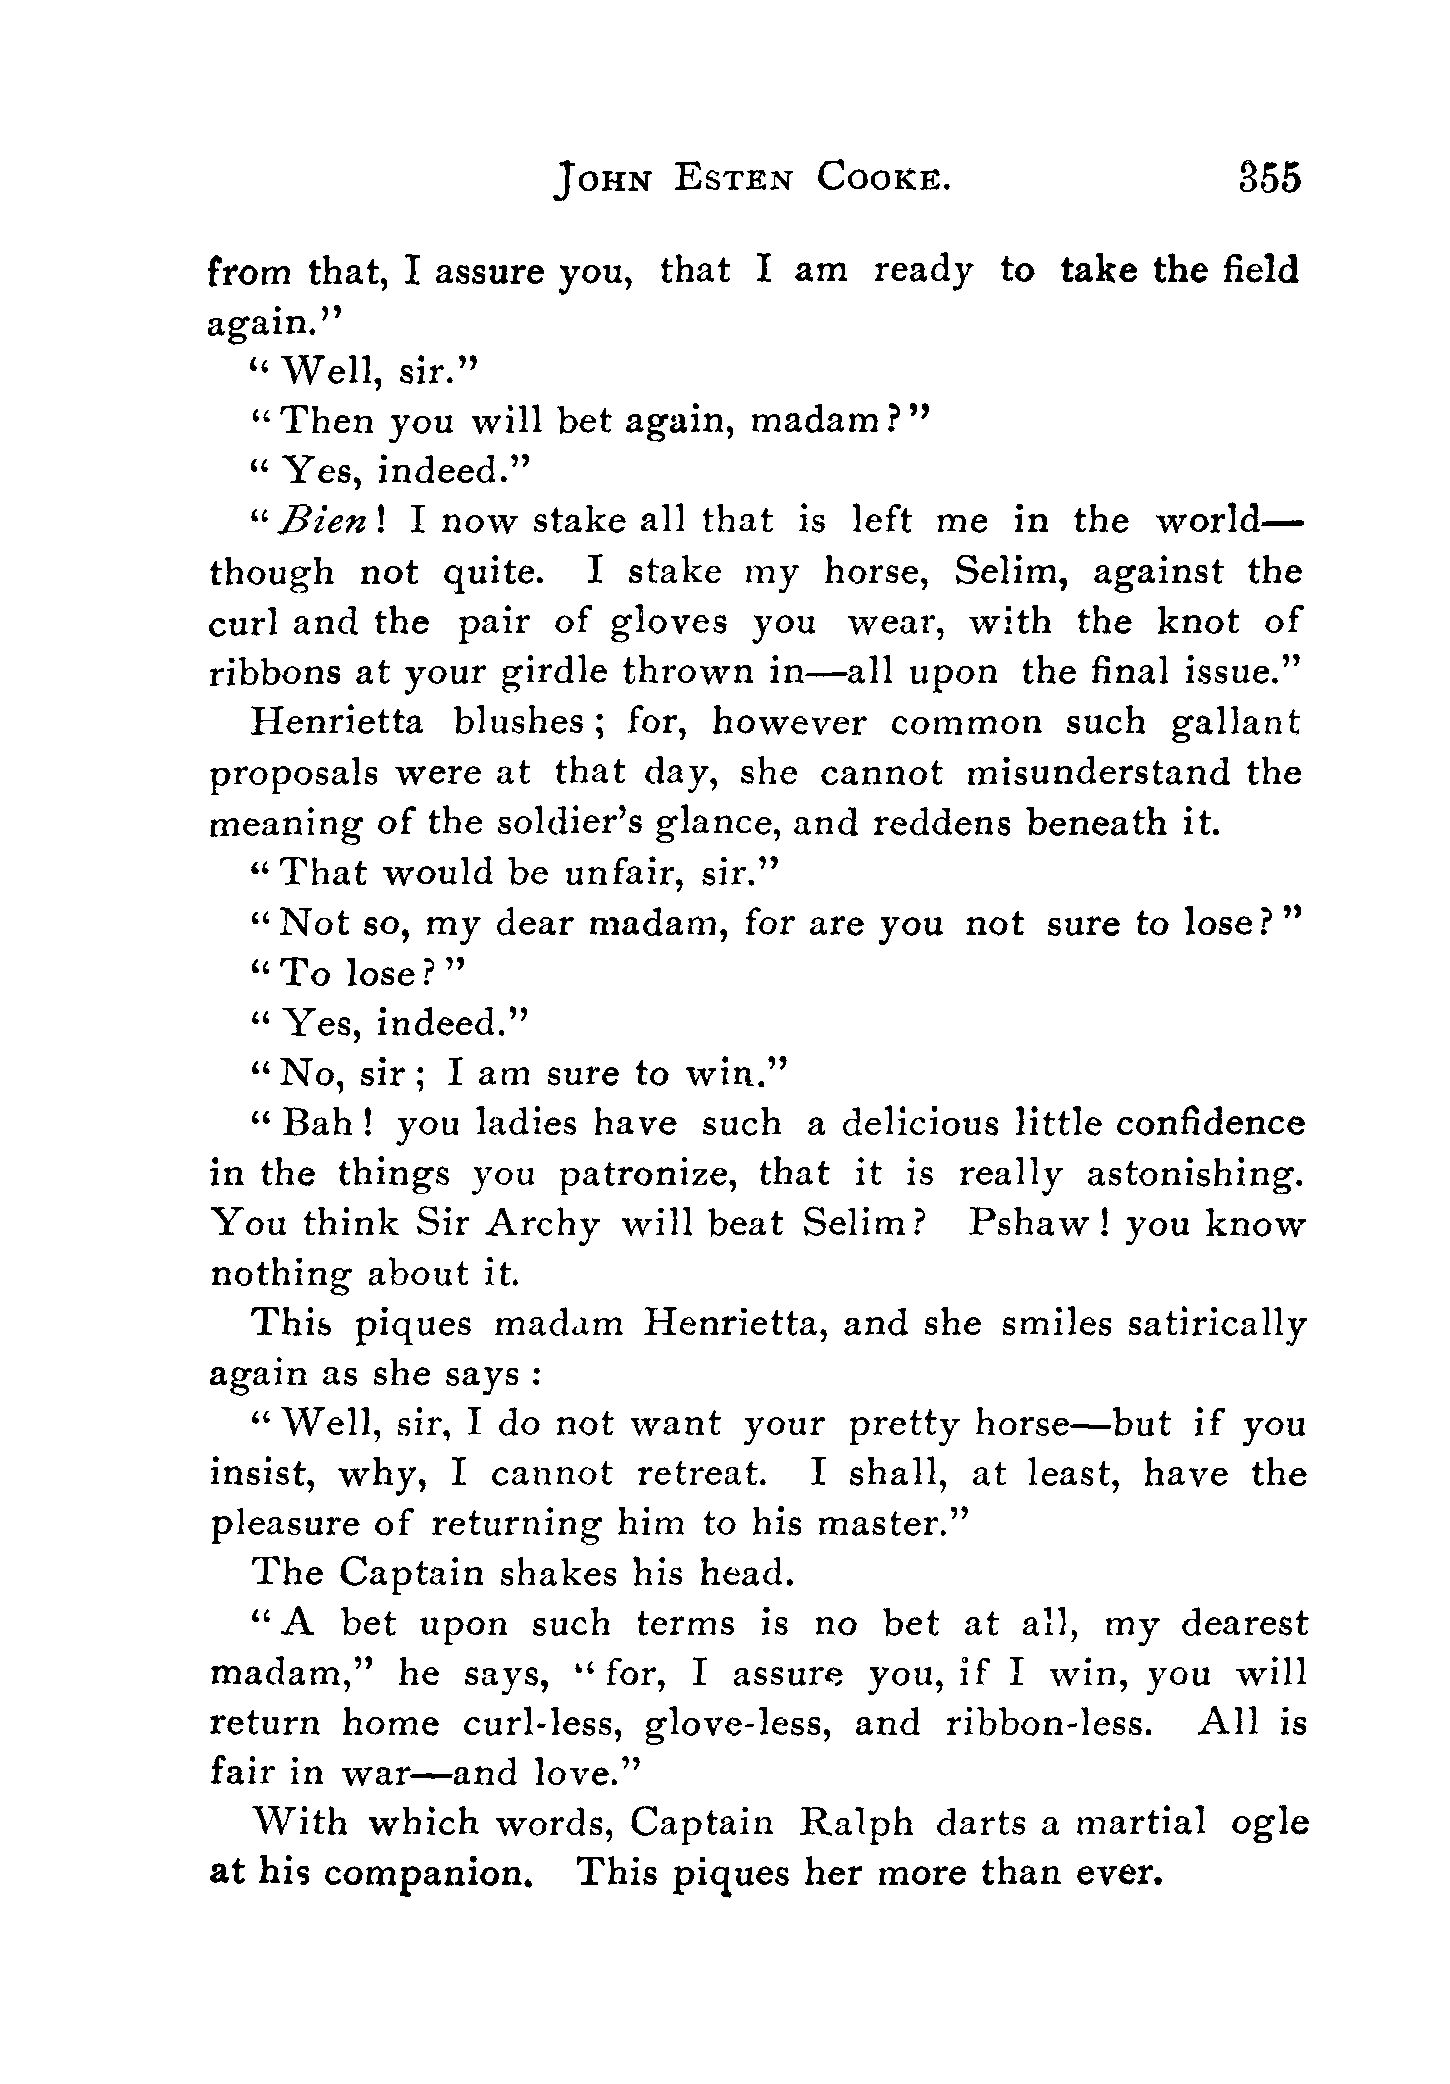 JOHN ESTEN COOKE. 355
from that, I assure you, that I am ready to take the field
again."
"Well, sir."
"Then you will bet again, madam?"
"Yes, indeed."
"Bien! I now stake all that is left me in the world—
though not quite. I stake my horse, Selim, against the
curl and the pair of gloves you wear, with the knot of
ribbons at your girdle thrown in—all upon the final issue."
Henrietta blushes; for, however common such gallant
proposals were at that day, she cannot misunderstand the
meaning of the soldier's glance, and reddens beneath it.
"That would be unfair, sir."
"Not so, my dear madam, for are you not sure to lose?"
"To lose?"
"Yes, indeed."
"No, sir; I am sure to win."
"Bah! you ladies have such a delicious little confidence
in the things you patronize, that it is really astonishing.
You think Sir Archy will beat Selim? Pshaw! you know
nothing about it.
This piques madam Henrietta, and she smiles satirically
again as she says:
"Well, sir, I do not want your pretty horse—but if you
insist, why, I cannot retreat. I shall, at least, have the
pleasure of returning him to his master."
The Captain shakes his head.
"A bet upon such terms is no bet at all, my dearest
madam," he says, "for, I assure you, if I win, you will
return home curl-less, glove-less, and ribbon-less. All is
fair in war—and love."
With which words, Captain Ralph darts a martial ogle
at his companion. This piques her more than ever.